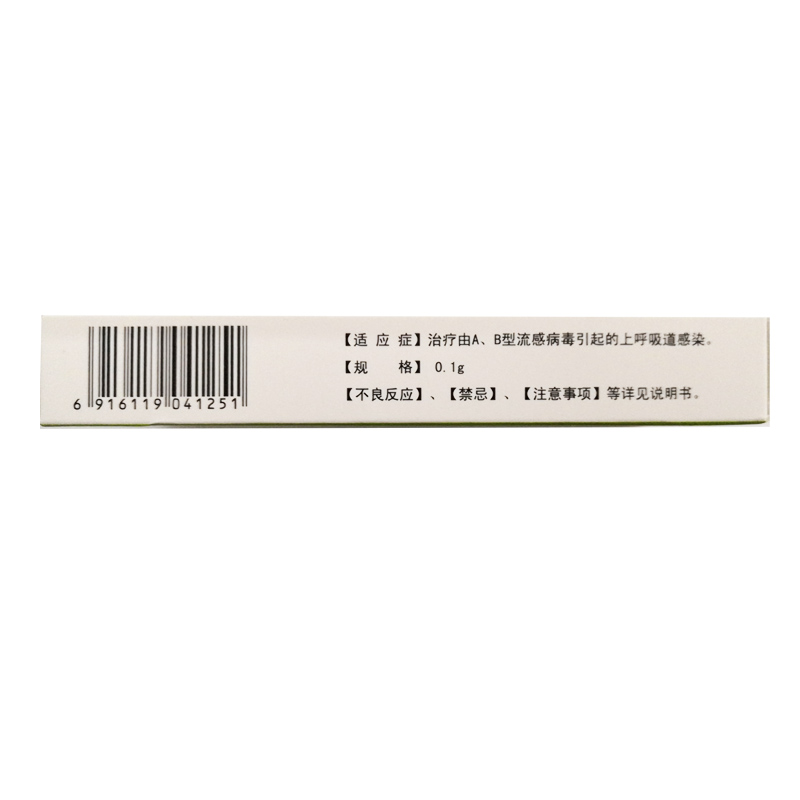 【适应症】治疗由A、B型流感病毒引起的上呼吸道感染。
【规 格】 0.1g
【不良反应】、【禁忌】、【注意事项】等详见说明书。
6 916119 041251